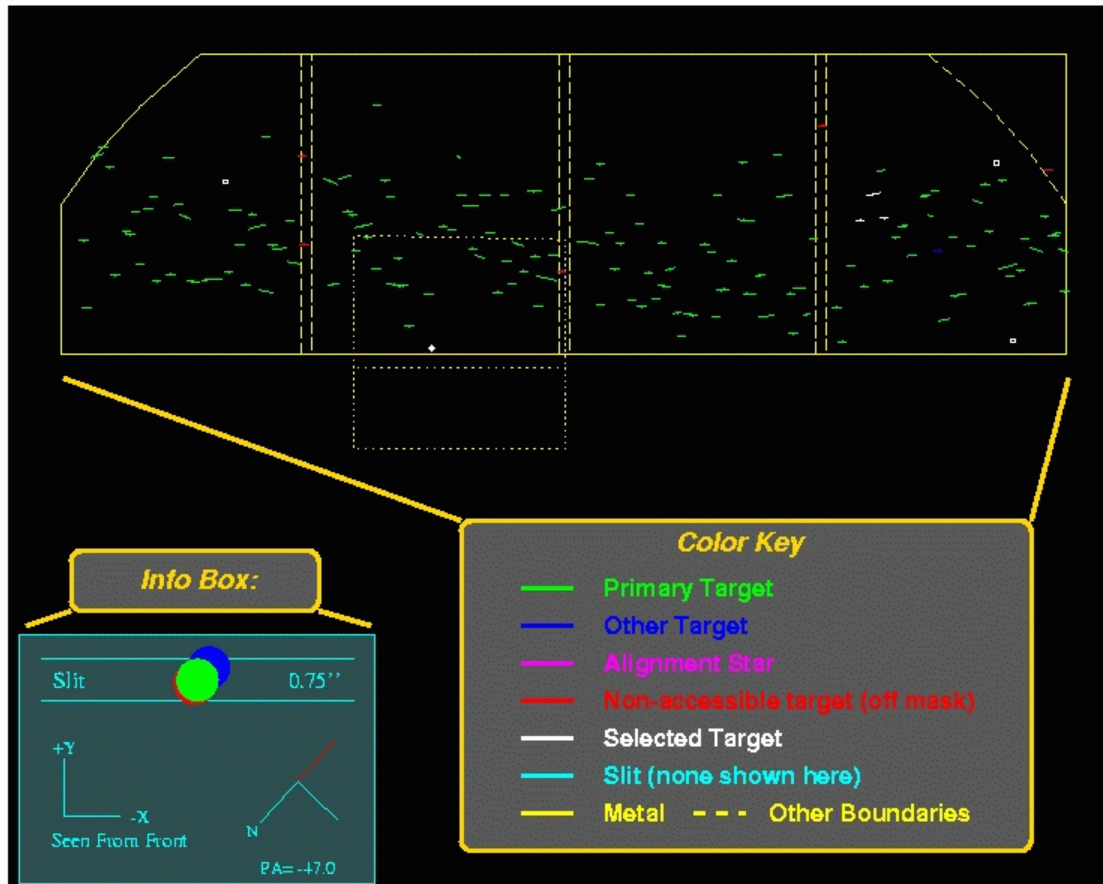 Color Key
Primary Target
Other Target
Alignment Star
Non-accessible target (off mask)
Selected Target
Slit (none shown here)
Metal
Other Boundaries
Info Box:
Slit
0.75’’
+Y
-X
Seen From Front
N
PA= -47.0